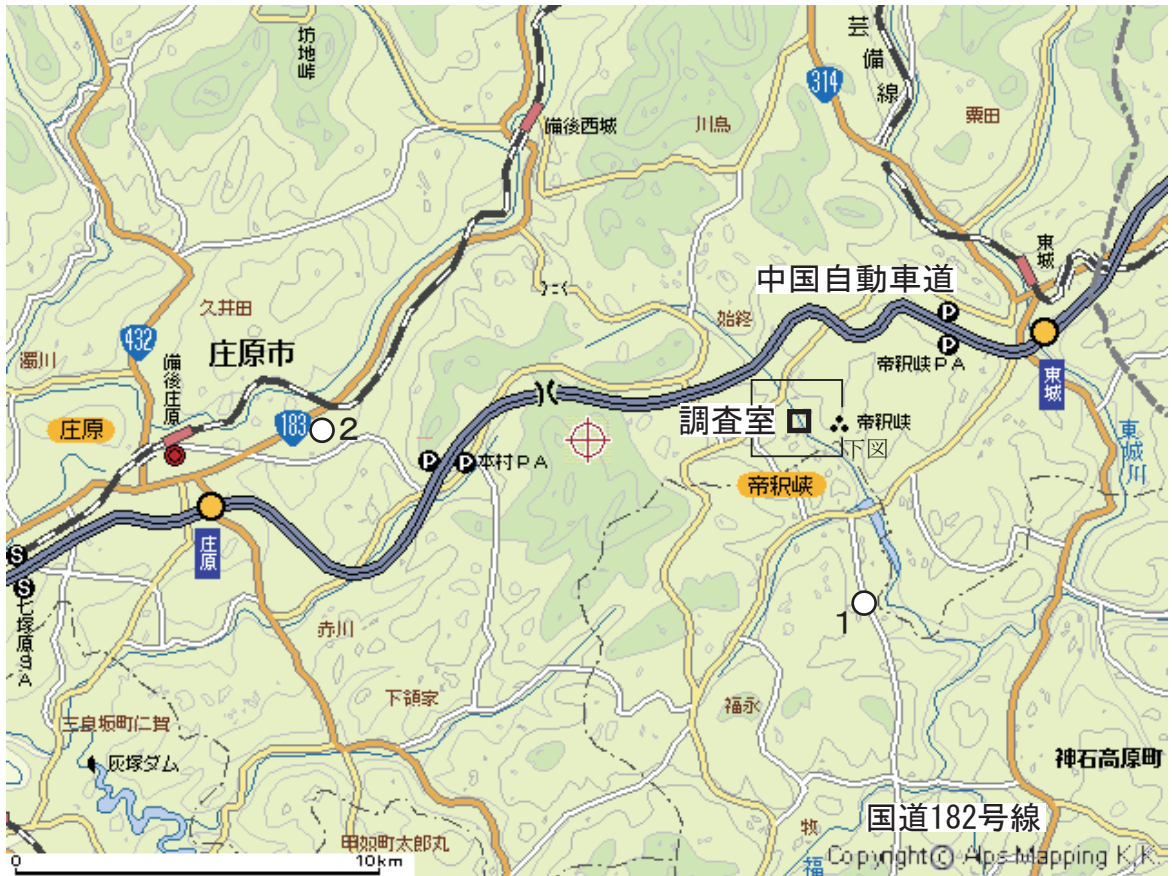 坊地峠
芸備線
314
備後西城
川鳥
粟田
東城
中国自動車道
久井田
始終
432
濁川
備後庄原
庄原市
P
P
帝釈峡PA
東城
183
2
庄原
調査室
帝釈峡
下図
東城川
P
P
本村PA
帝釈峡
庄原
S
S
七塚原SA
1
赤川
下領家
福永
三良坂町仁賀
灰塚ダム
神石高原町
国道182号線
牧
甲奴町太郎丸
福
Copyright © Alps Mapping K.K.
0
10km